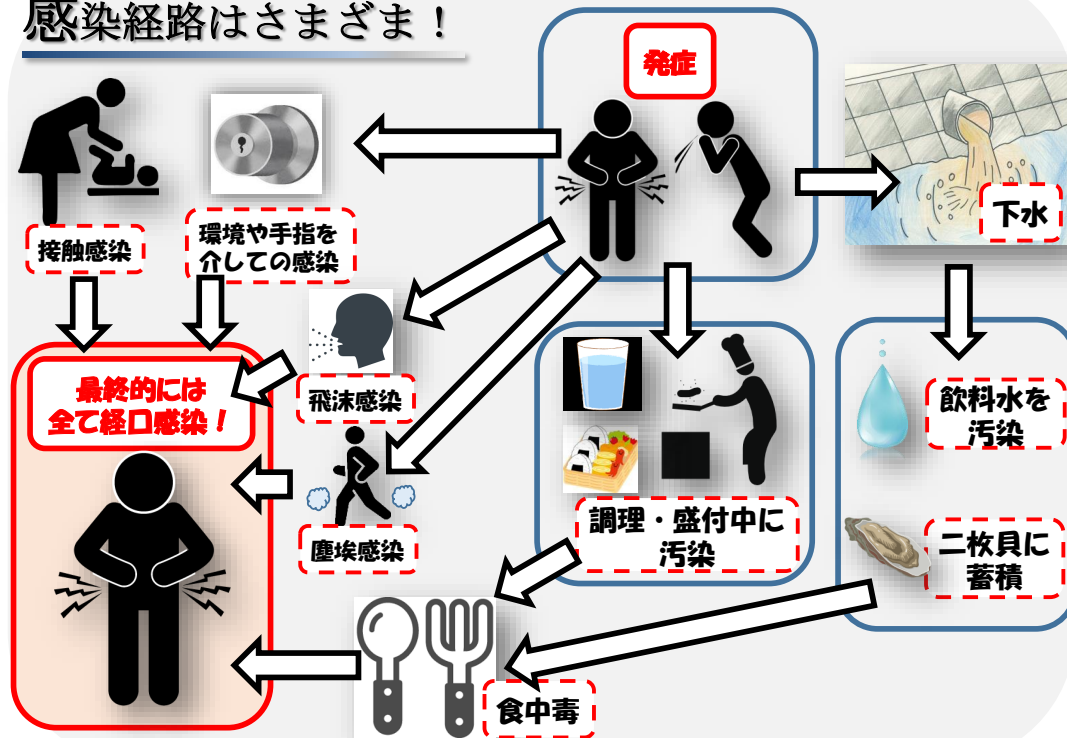 感染経路はさまざま！
発症
下水
接触感染
環境や手指を
介しての感染
飛沫感染
最終的には
全て経口感染！
塵埃感染
調理・盛付中に
汚染
飲料水を
汚染
二枚貝に
蓄積
食中毒